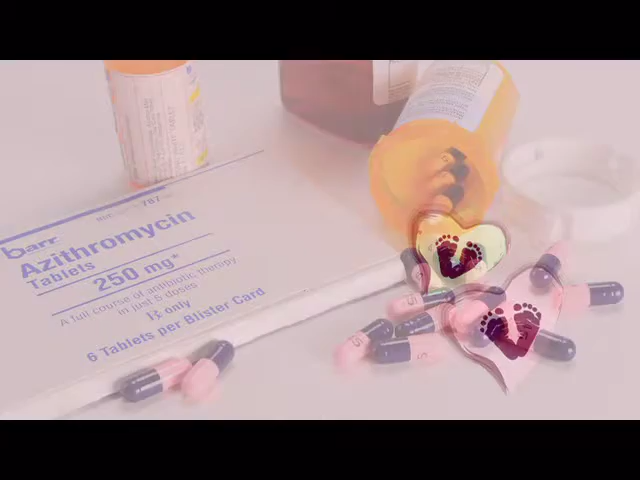 787
barr
Azithromycin
Tablets
250 mg*
A full course of antibiotic therapy
in just 5 doses
℞ only
6 Tablets per Blister Card